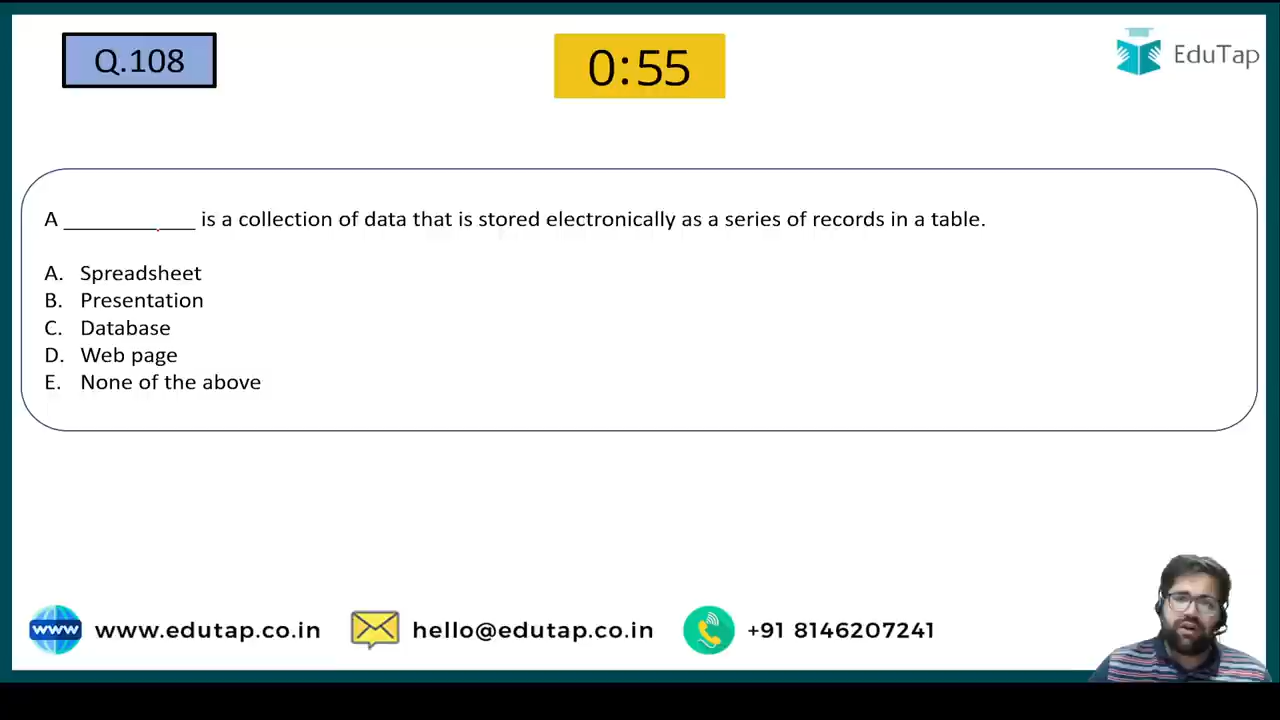 Q.108
0:55
EduTap
A ____________ is a collection of data that is stored electronically as a series of records in a table.
A. Spreadsheet
B. Presentation
C. Database
D. Web page
E. None of the above
www
www.edutap.co.in
hello@edutap.co.in
+91 8146207241